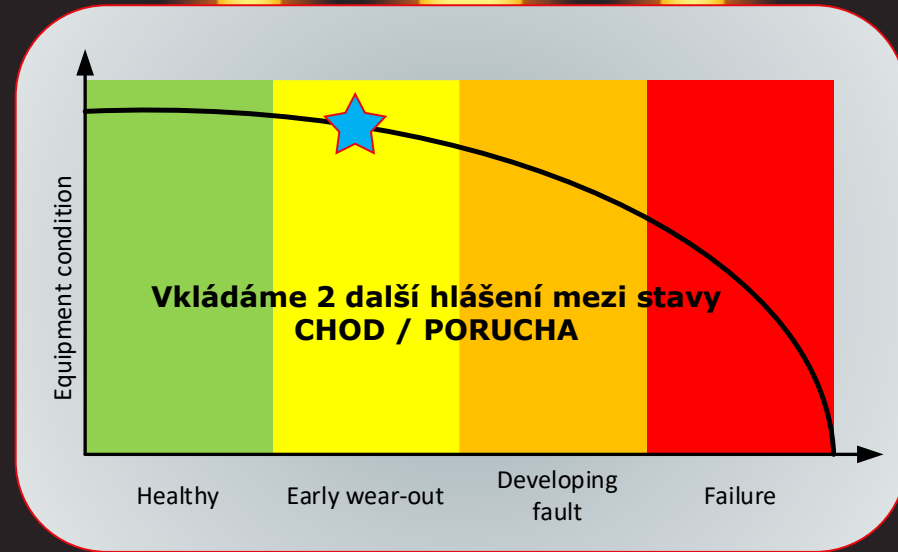 Equipment condition
Vkládáme 2 další hlášení mezi stavy
CHOD / PORUCHA
Healthy
Early wear-out
Developing
fault
Failure